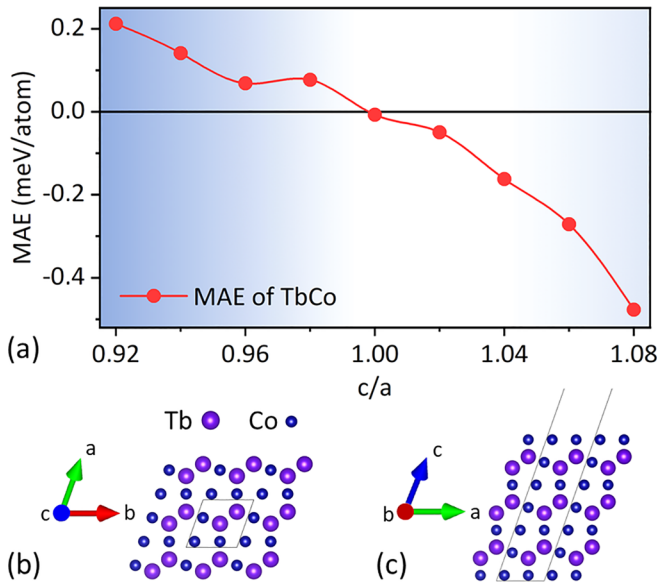 0.2
0.0
-0.2
-0.4
MAE (meV/atom)
MAE of TbCo
(a)
0.92 0.96 1.00 1.04 1.08
c/a
Tb Co
a
c b
(b)
c
b a
(c)